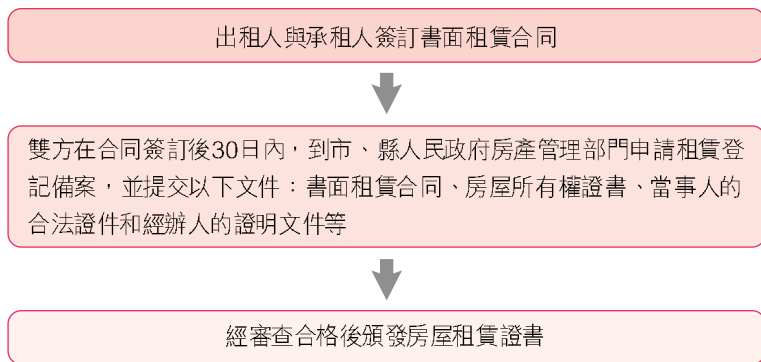 出租人與承租人簽訂書面租賃合同
雙方在合同簽訂後30日內，到市、縣人民政府房產管理部門申請租賃登
記備案，並提交以下文件：書面租賃合同、房屋所有權證書、當事人的
合法證件和經辦人的證明文件等
經審查合格後頒發房屋租賃證書